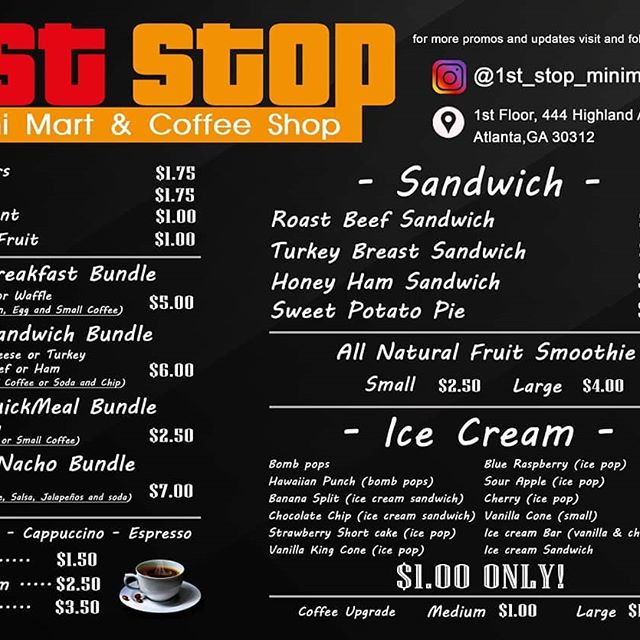 st stop
for more promos and updates visit and fol
@1st_stop_minim
i Mart & Coffee Shop
1st Floor, 444 Highland A
Atlanta,GA 30312
rs $1.75
$1.75
nt $1.00
Fruit $1.00
reakfast Bundle
or Waffle
n, Egg and Small Coffee) $5.00
andwich Bundle
eese or Turkey
ef or Ham
l Coffee or Soda and Chip) $6.00
uickMeal Bundle
or Small Coffee) $2.50
Nacho Bundle
e, Salsa, Jalapeños and soda) $7.00
- Cappuccino - Espresso
..... $1.50
m ..... $2.50
..... $3.50
- Sandwich -
Roast Beef Sandwich
Turkey Breast Sandwich
Honey Ham Sandwich
Sweet Potato Pie
All Natural Fruit Smoothie
Small $2.50 Large $4.00
- Ice Cream -
Bomb pops
Hawaiian Punch (bomb pops)
Banana Split (ice cream sandwich)
Chocolate Chip (ice cream sandwich)
Strawberry Short cake (ice pop)
Vanilla King Cone (ice pop)
Blue Raspberry (ice pop)
Sour Apple (ice pop)
Cherry (ice pop)
Vanilla Cone (small)
Ice cream Bar (vanilla & ch
Ice cream Sandwich
$1.00 ONLY!
Coffee Upgrade Medium $1.00 Large $1